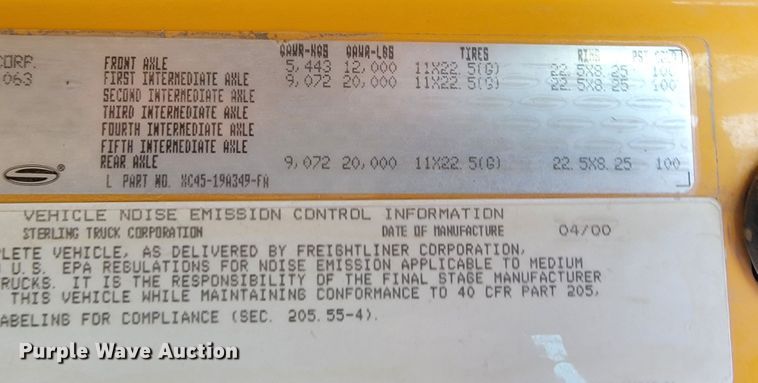 CORP. FRONT AXLE GAWR-KGS GAWR-LBS TIRES RIMS
5,443 12,000 11X22.5(G) 22.5X8.25 100
063 FIRST INTERMEDIATE AXLE 9,072 20,000 11X22.5(G) 22.5X8.25 100
SECOND INTERMEDIATE AXLE
THIRD INTERMEDIATE AXLE
FOURTH INTERMEDIATE AXLE
FIFTH INTERMEDIATE AXLE
REAR AXLE 9,072 20,000 11X22.5(G) 22.5X8.25 100
L PART NO. XC45-19A349-FA
VEHICLE NOISE EMISSION CONTROL INFORMATION
STERLING TRUCK CORPORATION DATE OF MANUFACTURE 04/00
PLETE VEHICLE, AS DELIVERED BY FREIGHTLINER CORPORATION,
U.S. EPA REGULATIONS FOR NOISE EMISSION APPLICABLE TO MEDIUM
RUCKS. IT IS THE RESPONSIBILITY OF THE FINAL STAGE MANUFACTURER
THIS VEHICLE WHILE MAINTAINING CONFORMANCE TO 40 CFR PART 205,
ABELING FOR COMPLIANCE (SEC. 205.55-4).
Purple Wave Auction